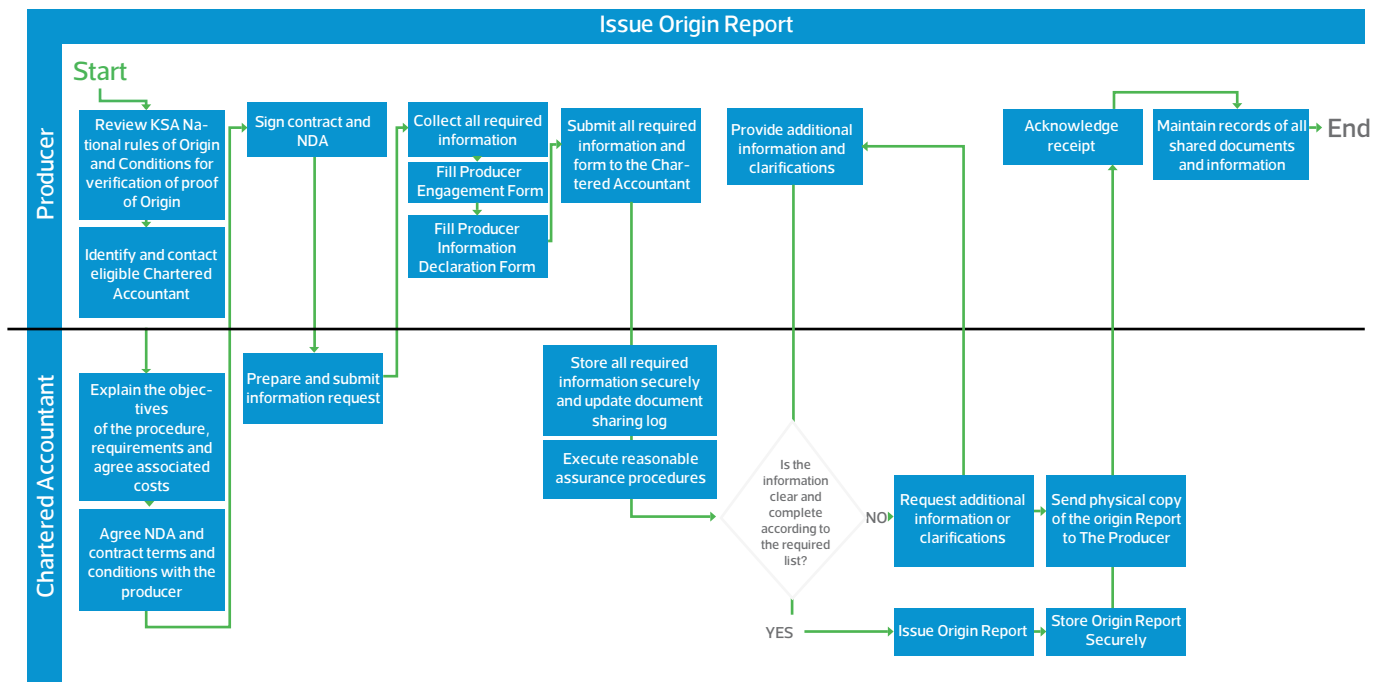 Issue Origin Report
Producer
Start
Review KSA Na-
tional rules of Origin
and Conditions for
verification of proof
of Origin
Identify and contact
eligible Chartered
Accountant
Sign contract and
NDA
Collect all required
information
Fill Producer
Engagement Form
Fill Producer
Information
Declaration Form
Submit all required
information and
form to the Char-
tered Accountant
Provide additional
information and
clarifications
Acknowledge
receipt
Maintain records of all
shared documents
and information
End
Chartered Accountant
Explain the objec-
tives
of the procedure,
requirements and
agree associated
costs
Agree NDA and
contract terms and
conditions with the
producer
Prepare and submit
information request
Store all required
information securely
and update document
sharing log
Execute reasonable
assurance procedures
Is the
information
clear and
complete
according to
the required
list?
NO
Request additional
information or
clarifications
Send physical copy
of the origin Report
to The Producer
YES
Issue Origin Report
Store Origin Report
Securely